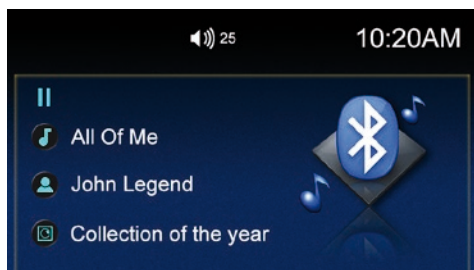 25 10:20AM
All Of Me
John Legend
Collection of the year